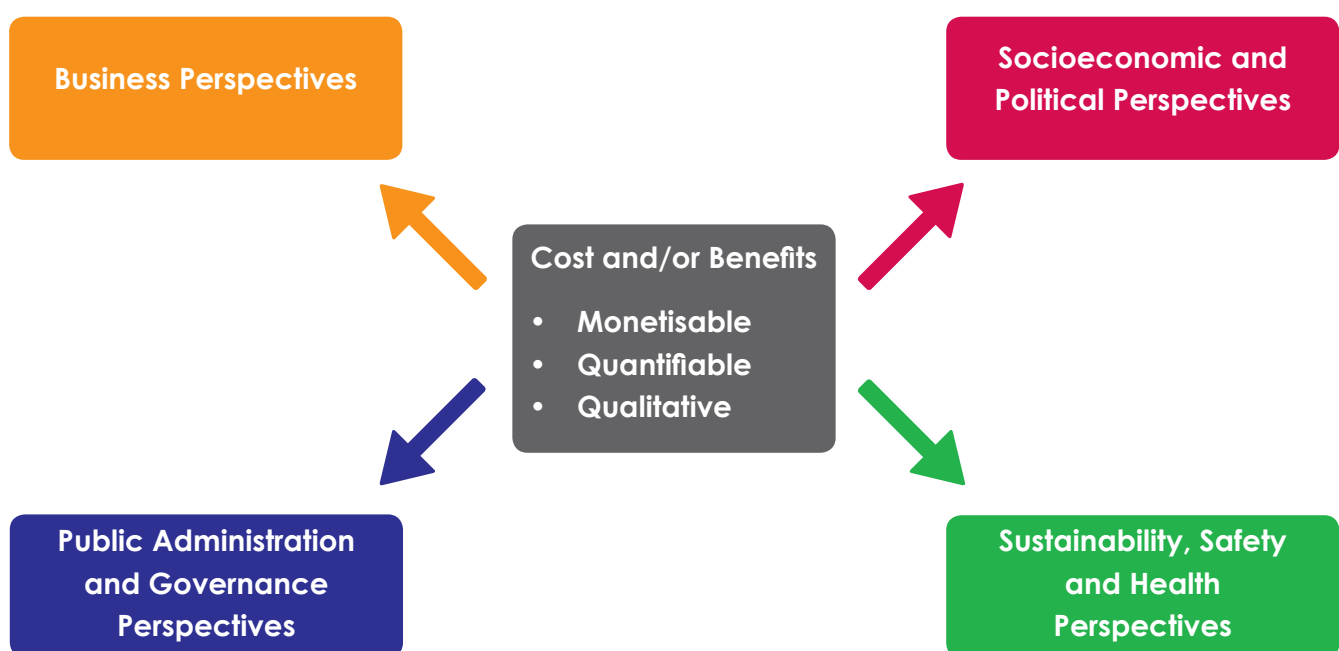 Business Perspectives
Socioeconomic and
Political Perspectives
Cost and/or Benefits
• Monetisable
• Quantifiable
• Qualitative
Public Administration
and Governance
Perspectives
Sustainability, Safety
and Health
Perspectives